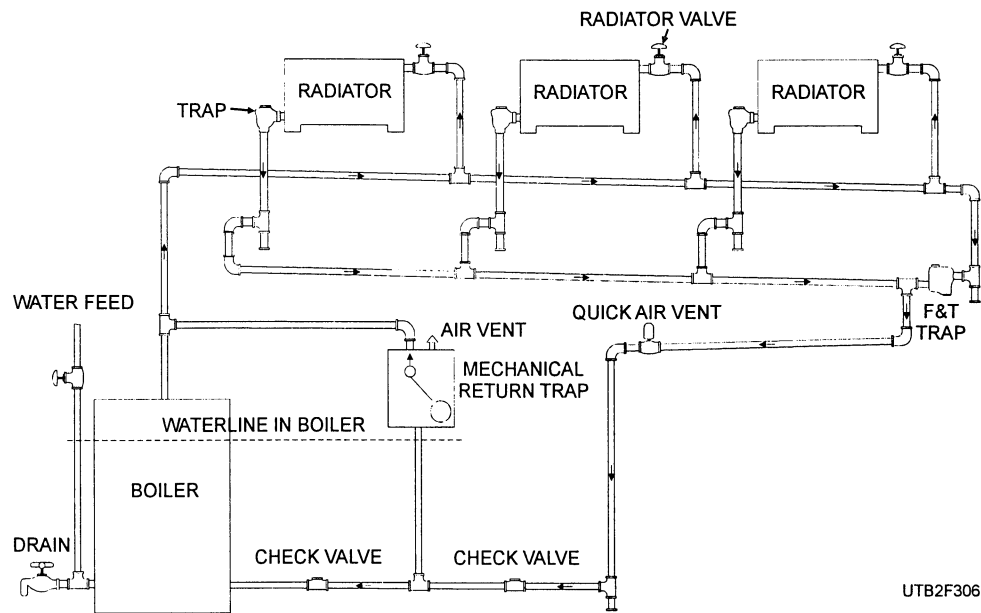 RADIATOR VALVE
RADIATOR
RADIATOR
RADIATOR
TRAP
WATER FEED
AIR VENT
QUICK AIR VENT
F&T
TRAP
MECHANICAL
RETURN TRAP
WATERLINE IN BOILER
BOILER
DRAIN
CHECK VALVE
CHECK VALVE
UTB2F306